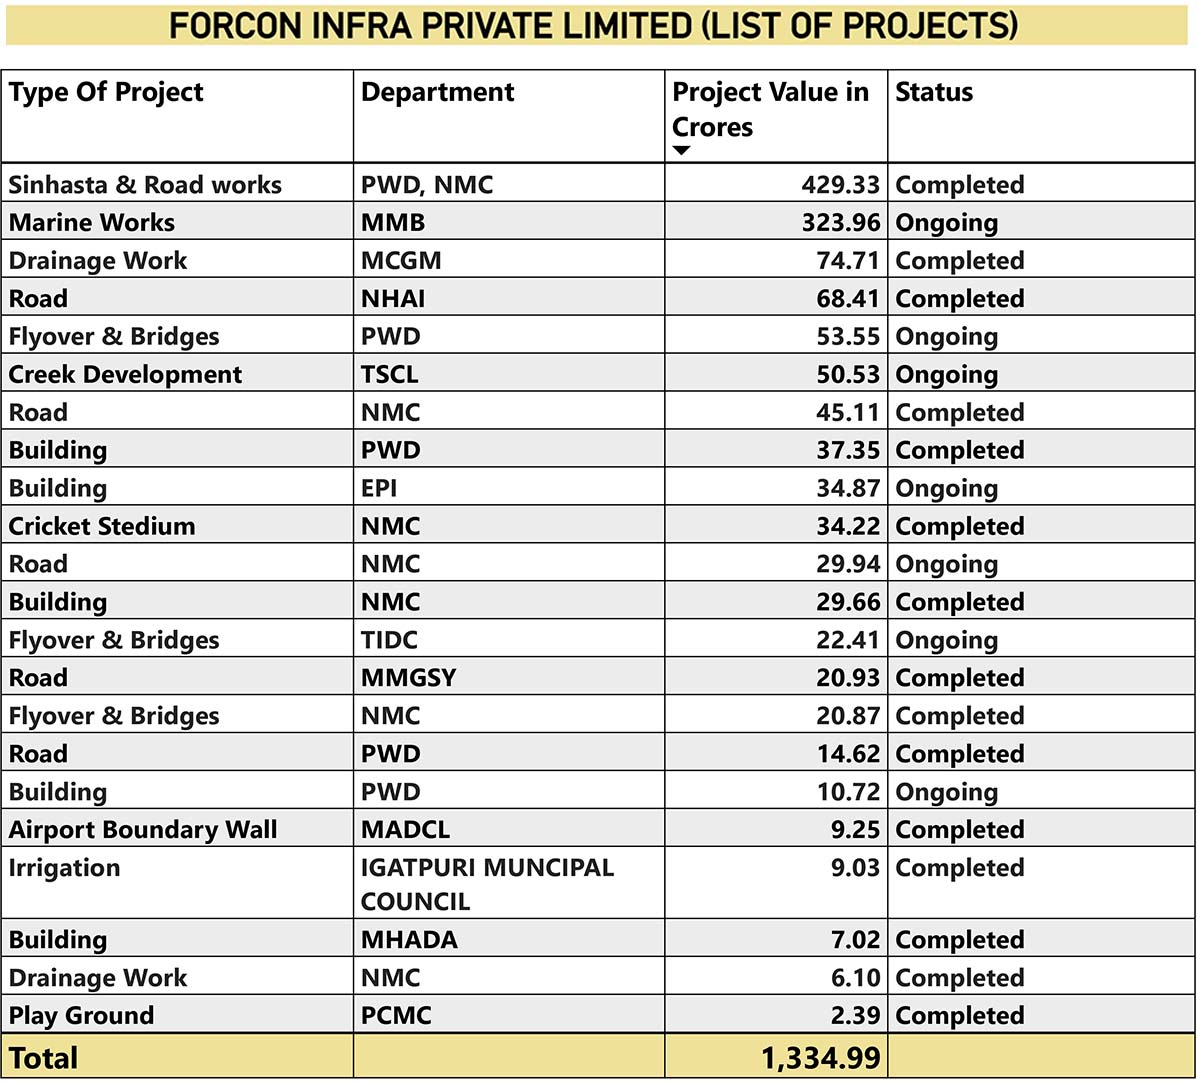 FORCON INFRA PRIVATE LIMITED (LIST OF PROJECTS)
Type Of Project Department Project Value in Crores Status
Sinhasta & Road works PWD, NMC 429.33 Completed
Marine Works MMB 323.96 Ongoing
Drainage Work MCGM 74.71 Completed
Road NHAI 68.41 Completed
Flyover & Bridges PWD 53.55 Ongoing
Creek Development TSCL 50.53 Ongoing
Road NMC 45.11 Completed
Building PWD 37.35 Completed
Building EPI 34.87 Ongoing
Cricket Stedium NMC 34.22 Completed
Road NMC 29.94 Ongoing
Building NMC 29.66 Completed
Flyover & Bridges TIDC 22.41 Ongoing
Road MMGSY 20.93 Completed
Flyover & Bridges NMC 20.87 Completed
Road PWD 14.62 Completed
Building PWD 10.72 Ongoing
Airport Boundary Wall MADCL 9.25 Completed
Irrigation IGATPURI MUNCIPAL COUNCIL 9.03 Completed
Building MHADA 7.02 Completed
Drainage Work NMC 6.10 Completed
Play Ground PCMC 2.39 Completed
Total 1,334.99